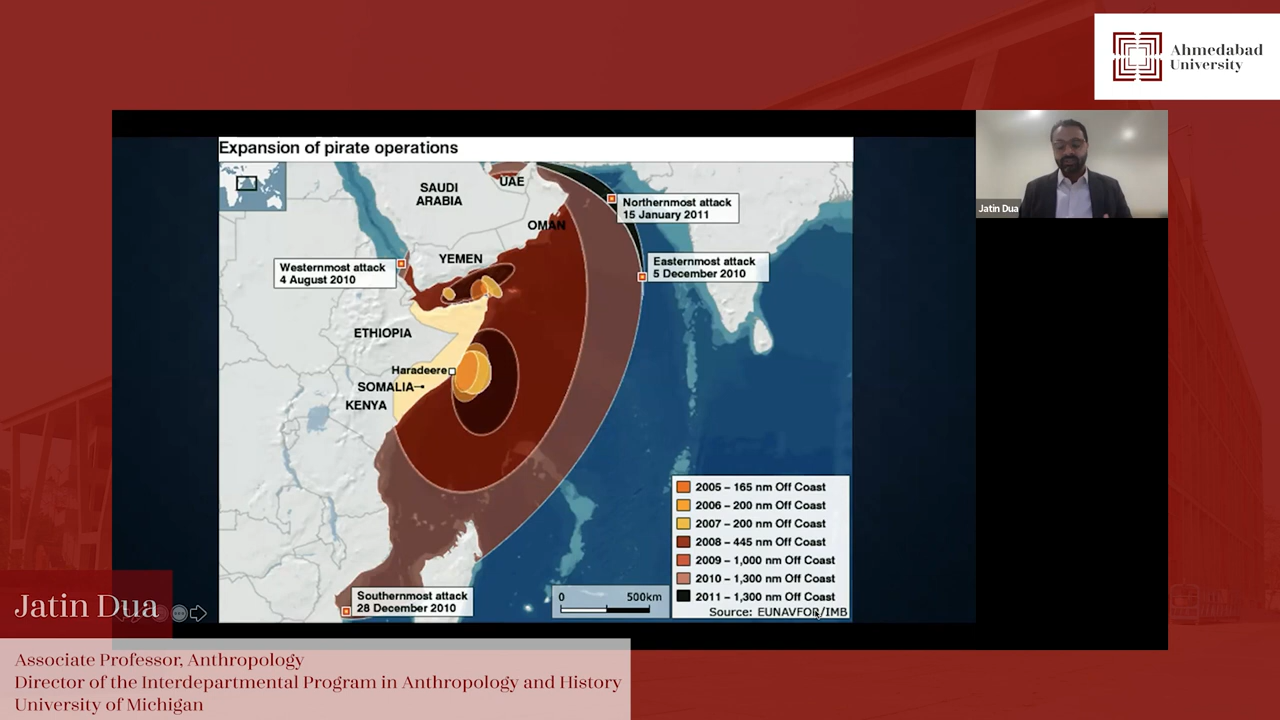 Ahmedabad
University
Expansion of pirate operations
SAUDI
ARABIA
UAE
OMAN
YEMEN
Northernmost attack
15 January 2011
Easternmost attack
5 December 2010
Westernmost attack
4 August 2010
ETHIOPIA
Haradeere
SOMALIA
KENYA
2005 – 165 nm Off Coast
2006 – 200 nm Off Coast
2007 – 200 nm Off Coast
2008 – 445 nm Off Coast
2009 – 1,000 nm Off Coast
2010 – 1,300 nm Off Coast
2011 – 1,300 nm Off Coast
Source: EUNAVFOR/IMB
0 500km
Southernmost attack
28 December 2010
Jatin Dua
Jatin Dua
Associate Professor, Anthropology
Director of the Interdepartmental Program in Anthropology and History
University of Michigan